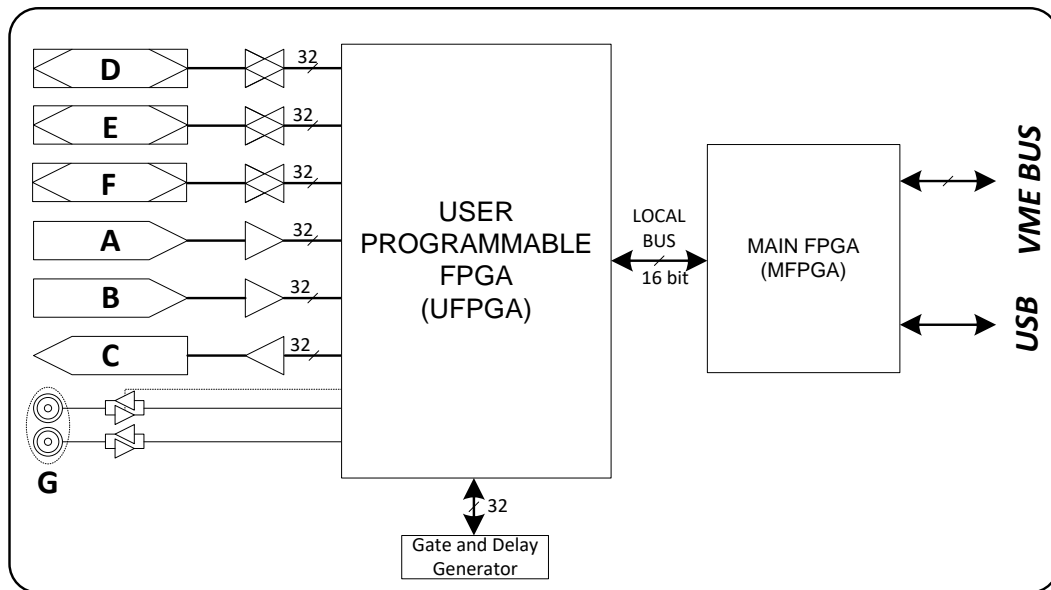 D
32
E
32
F
32
A
32
B
32
C
32
G
USER
PROGRAMMABLE
FPGA
(UFPGA)
LOCAL
BUS
16 bit
MAIN FPGA
(MFPGA)
VME BUS
USB
32
Gate and Delay
Generator